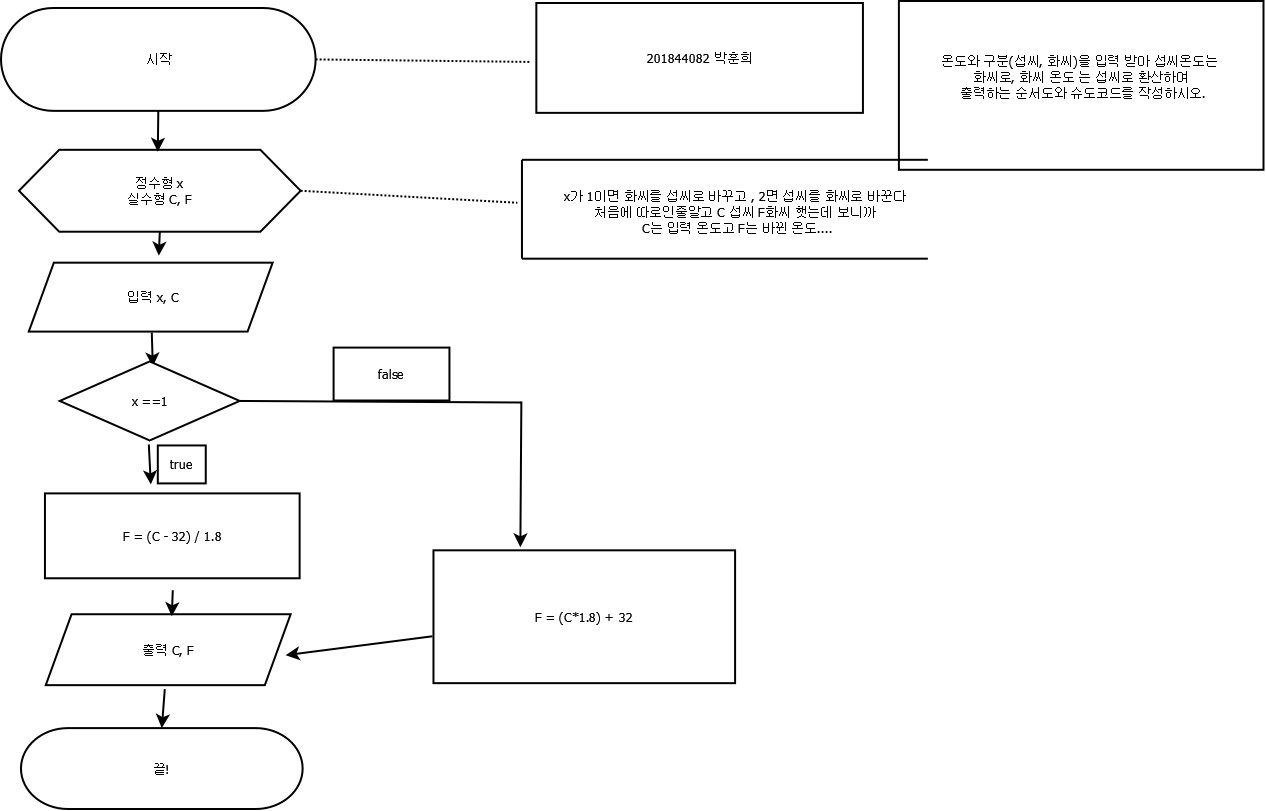 시작
201844082 박훈희
온도와 구분(섭씨, 화씨)을 입력 받아 섭씨온도는
화씨로, 화씨 온도 는 섭씨로 환산하여
출력하는 순서도와 슈도코드를 작성하시오.
정수형 x
실수형 C, F
x가 1이면 화씨를 섭씨로 바꾸고 , 2면 섭씨를 화씨로 바꾼다
처음에 따로인줄알고 C 섭씨 F화씨 했는데 보니까
C는 입력 온도고 F는 바뀐 온도....
입력 x, C
false
x ==1
true
F = (C - 32) / 1.8
F = (C*1.8) + 32
출력 C, F
끝!